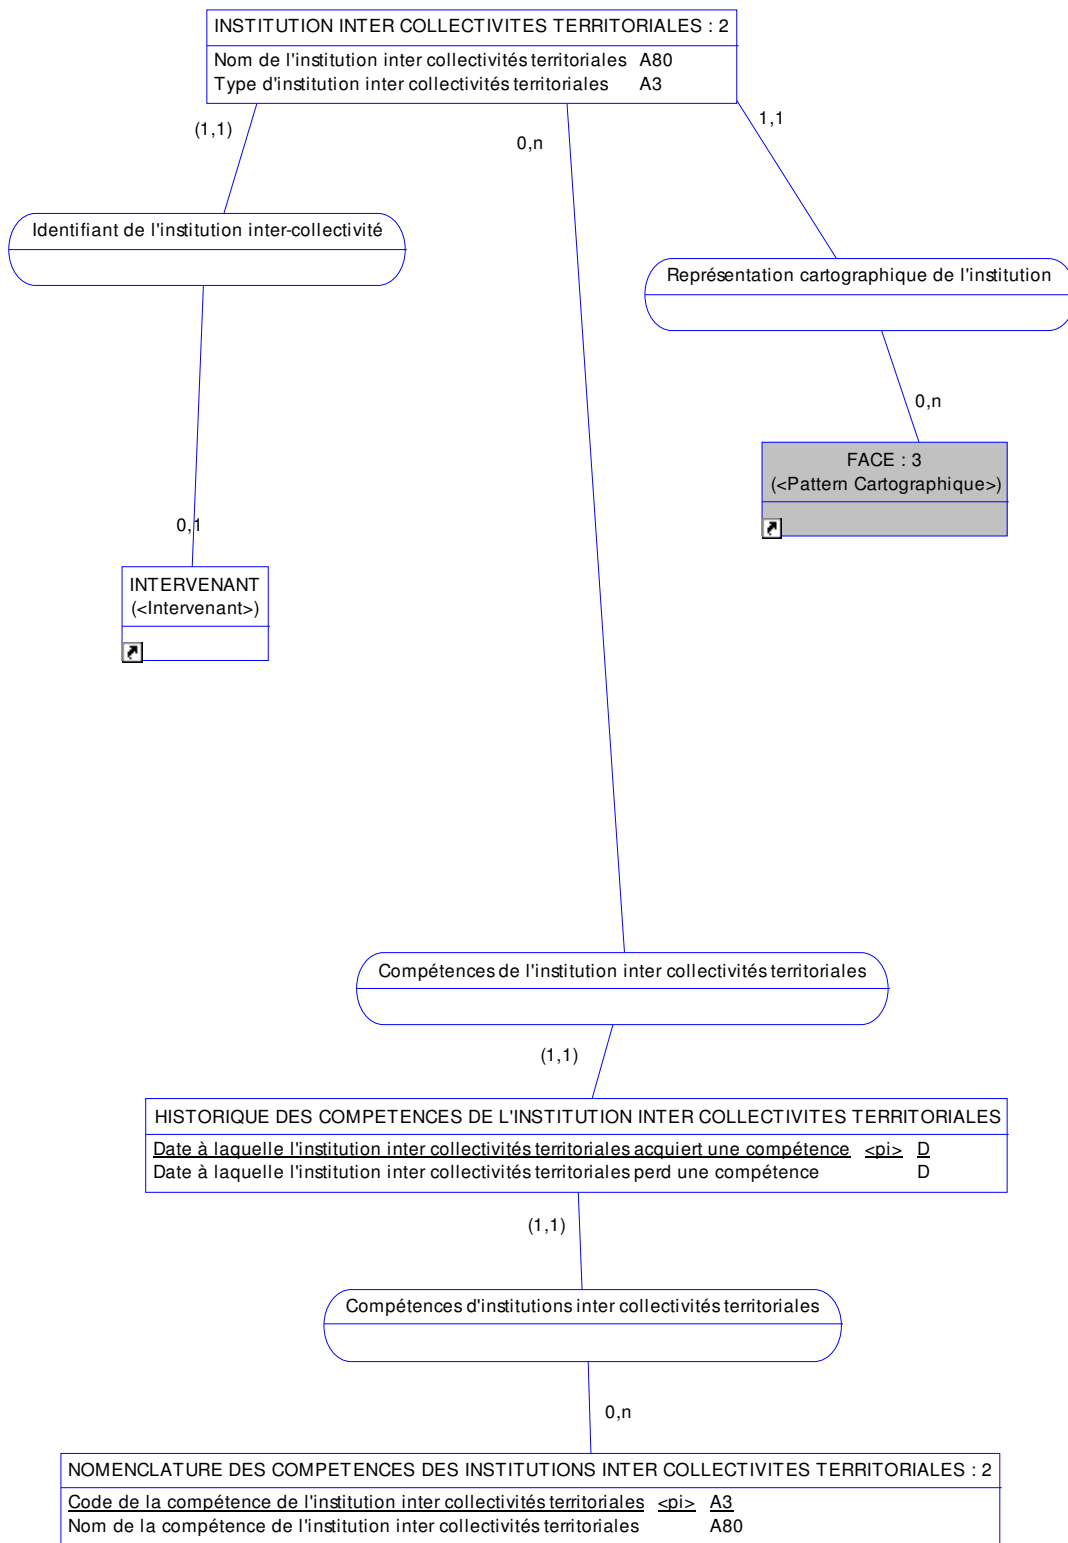 INSTITUTION INTER COLLECTIVITES TERRITORIALES : 2
Nom de l'institution inter collectivités territoriales A80
Type d'institution inter collectivités territoriales A3
(1,1)
0,n
1,1
Identifiant de l'institution inter-collectivité
Représentation cartographique de l'institution
0,n
FACE : 3
(<Pattern Cartographique>)
0,1
INTERVENANT
(<Intervenant>)
Compétences de l'institution inter collectivités territoriales
(1,1)
HISTORIQUE DES COMPETENCES DE L'INSTITUTION INTER COLLECTIVITES TERRITORIALES
Date à laquelle l'institution inter collectivités territoriales acquiert une compétence <pi> D
Date à laquelle l'institution inter collectivités territoriales perd une compétence D
(1,1)
Compétences d'institutions inter collectivités territoriales
0,n
NOMENCLATURE DES COMPETENCES DES INSTITUTIONS INTER COLLECTIVITES TERRITORIALES : 2
Code de la compétence de l'institution inter collectivités territoriales <pi> A3
Nom de la compétence de l'institution inter collectivités territoriales A80